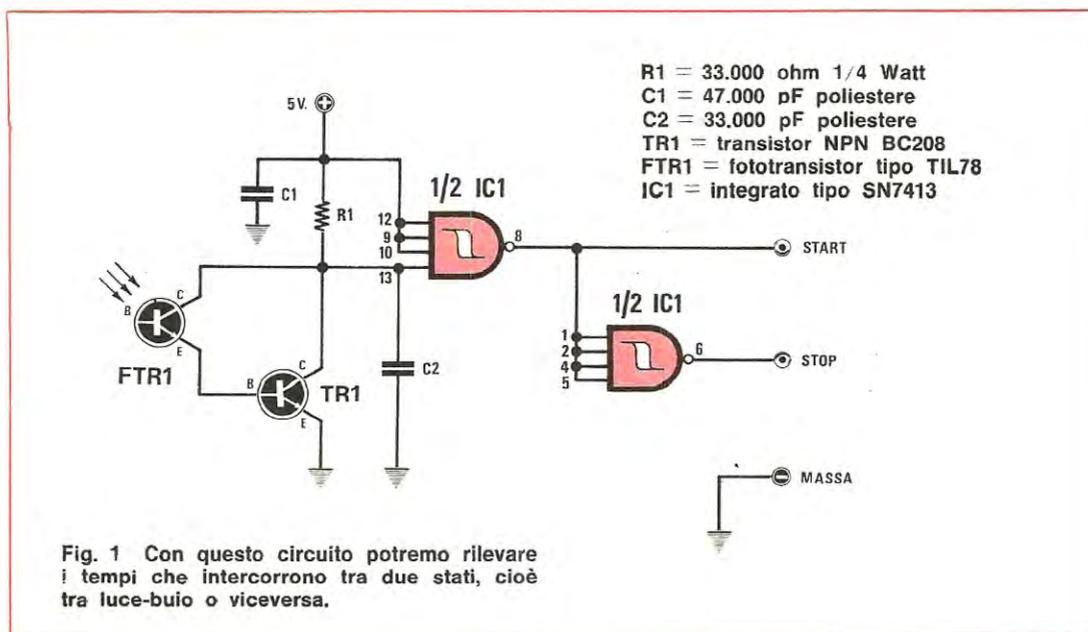 R1 = 33.000 ohm 1/4 Watt
C1 = 47.000 pF poliestere
C2 = 33.000 pF poliestere
TR1 = transistor NPN BC208
FTR1 = fototransistor tipo TIL78
IC1 = integrato tipo SN7413
5V.
C1
R1
1/2 IC1
12
9
10
13
8
START
B
C
E
FTR1
B
C
E
TR1
C2
1/2 IC1
1
2
4
5
6
STOP
MASSA
Fig. 1 Con questo circuito potremo rilevare
i tempi che intercorrono tra due stati, cioè
tra luce-buio o viceversa.